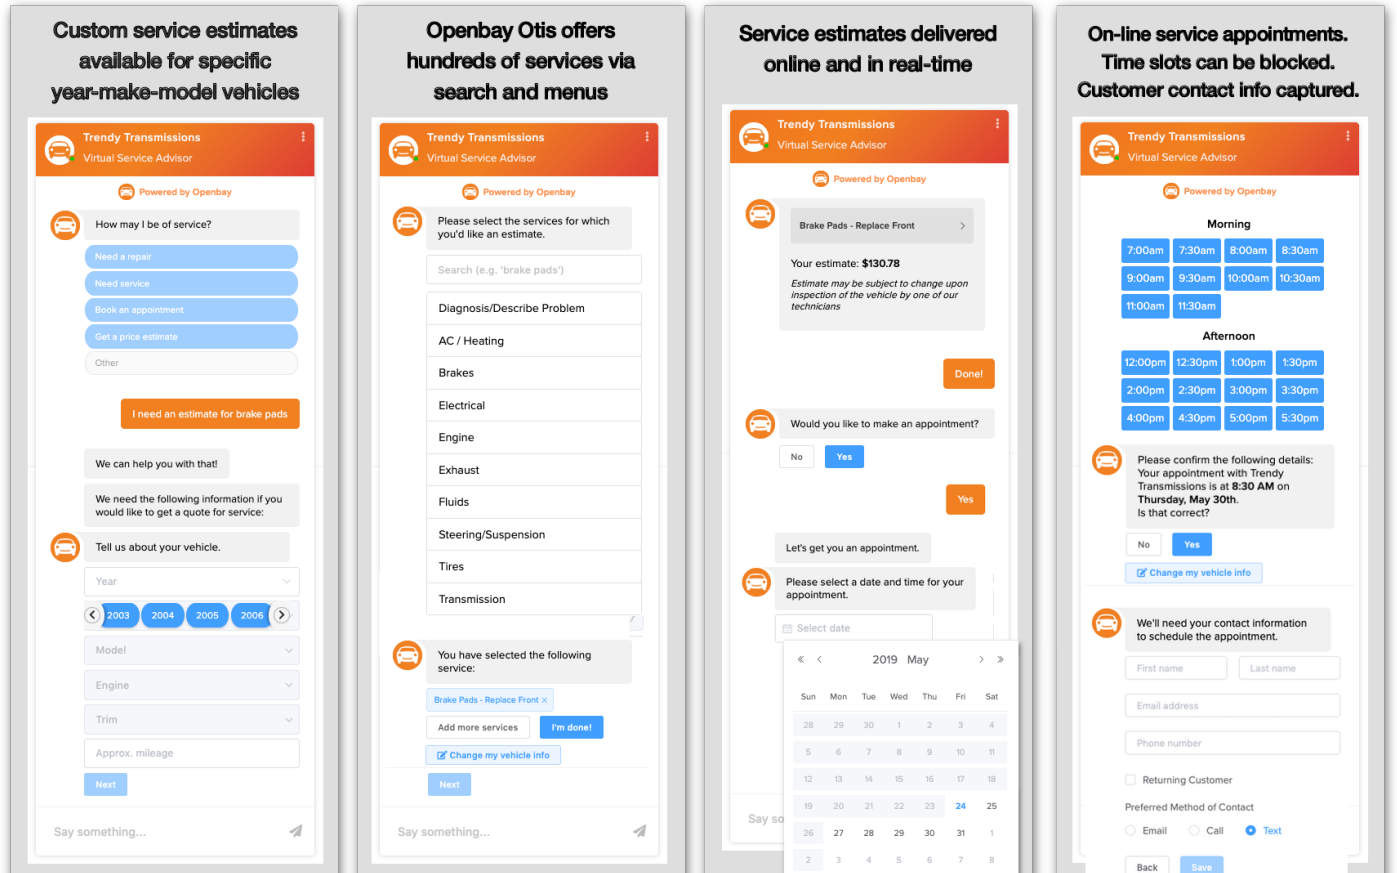 Custom service estimates
available for specific
year-make-model vehicles
Trendy Transmissions
Virtual Service Advisor
Powered by Openbay
How may I be of service?
Need a repair
Need service
Book an appointment
Get a price estimate
Other
I need an estimate for brake pads
We can help you with that!
We need the following information if you
would like to get a quote for service:
Tell us about your vehicle.
Year
2003 2004 2005 2006
Model
Engine
Trim
Approx. mileage
Next
Say something...
Openbay Otis offers
hundreds of services via
search and menus
Trendy Transmissions
Virtual Service Advisor
Powered by Openbay
Please select the services for which
you'd like an estimate.
Search (e.g. 'brake pads')
Diagnosis/Describe Problem
AC / Heating
Brakes
Electrical
Engine
Exhaust
Fluids
Steering/Suspension
Tires
Transmission
You have selected the following
service:
Brake Pads - Replace Front ×
Add more services I'm done!
Change my vehicle info
Next
Say something...
Service estimates delivered
online and in real-time
Trendy Transmissions
Virtual Service Advisor
Powered by Openbay
Brake Pads - Replace Front >
Your estimate: $130.78
Estimate may be subject to change upon
inspection of the vehicle by one of our
technicians
Done!
Would you like to make an appointment?
No Yes
Yes
Let's get you an appointment.
Please select a date and time for your
appointment.
Select date
« < 2019 May > »
Sun Mon Tue Wed Thu Fri Sat
28 29 30 1 2 3 4
5 6 7 8 9 10 11
12 13 14 15 16 17 18
19 20 21 22 23 24 25
26 27 28 29 30 31 1
2 3 4 5 6 7 8
Say so
On-line service appointments.
Time slots can be blocked.
Customer contact info captured.
Trendy Transmissions
Virtual Service Advisor
Powered by Openbay
Morning
7:00am 7:30am 8:00am 8:30am
9:00am 9:30am 10:00am 10:30am
11:00am 11:30am
Afternoon
12:00pm 12:30pm 1:00pm 1:30pm
2:00pm 2:30pm 3:00pm 3:30pm
4:00pm 4:30pm 5:00pm 5:30pm
Please confirm the following details:
Your appointment with Trendy
Transmissions is at 8:30 AM on
Thursday, May 30th.
Is that correct?
No Yes
Change my vehicle info
We'll need your contact information
to schedule the appointment.
First name Last name
Email address
Phone number
Returning Customer
Preferred Method of Contact
Email Call Text
Back Save